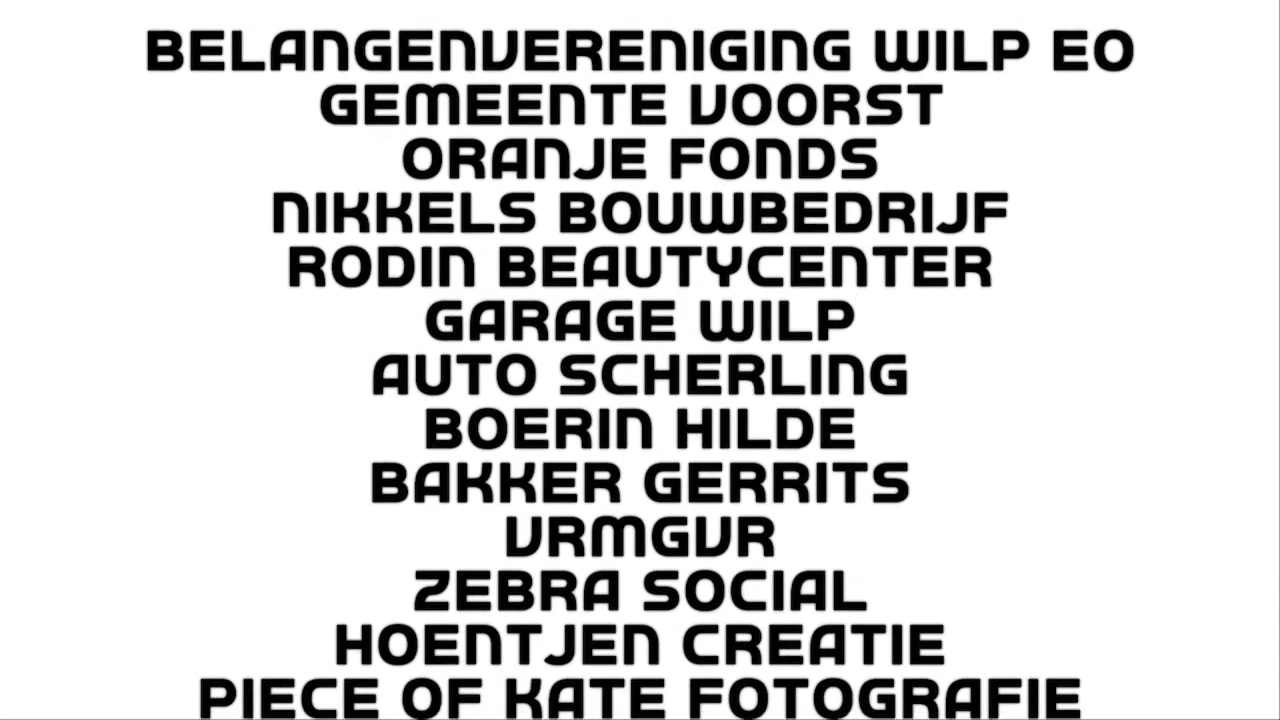 BELANGENVERENIGING WILP EO
GEMEENTE VOORST
ORANJE FONDS
NIKKELS BOUWBEDRIJF
RODIN BEAUTYCENTER
GARAGE WILP
AUTO SCHERLING
BOERIN HILDE
BAKKER GERRITS
VRMGVR
ZEBRA SOCIAL
HOENTJEN CREATIE
PIECE OF KATE FOTOGRAFIE